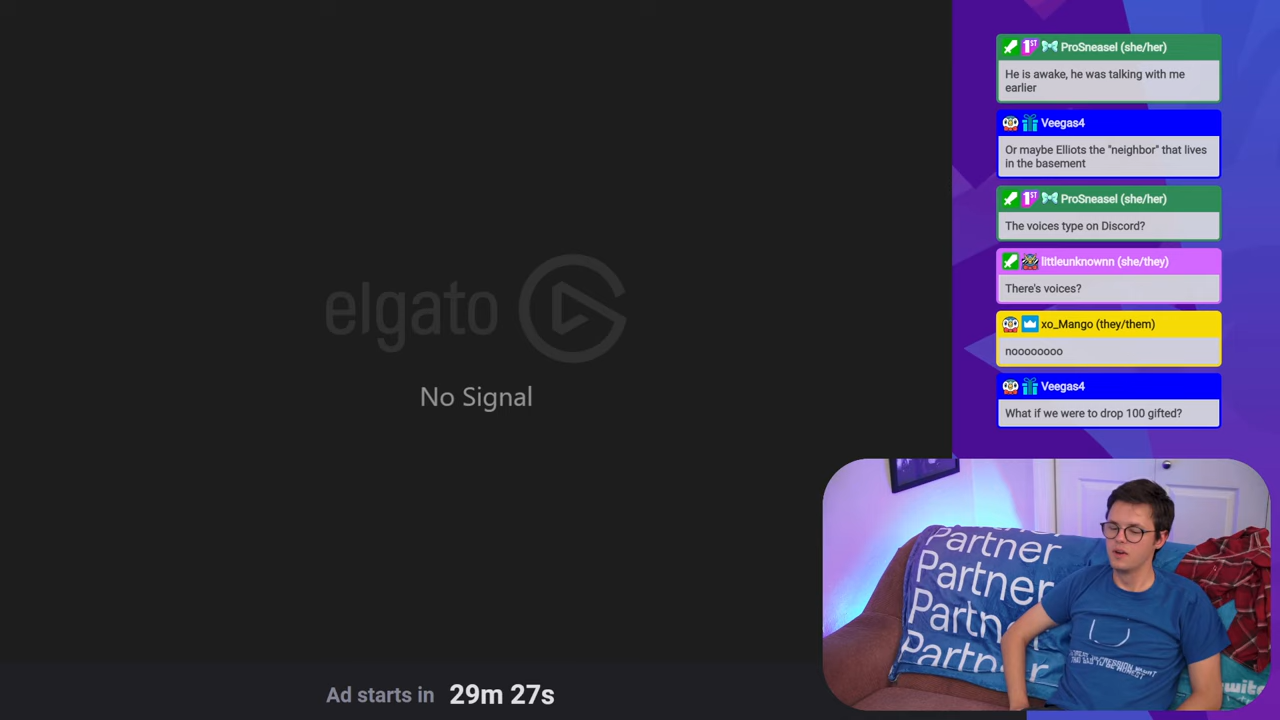 elgato
No Signal
Ad starts in 29m 27s
ProSneasel (she/her)
He is awake, he was talking with me
earlier
Veegas4
Or maybe Elliots the "neighbor" that lives
in the basement
ProSneasel (she/her)
The voices type on Discord?
littleunknownn (she/they)
There's voices?
xo_Mango (they/them)
noooooooo
Veegas4
What if we were to drop 100 gifted?
1ST
1ST
Partner
Partner
Partner
Partner